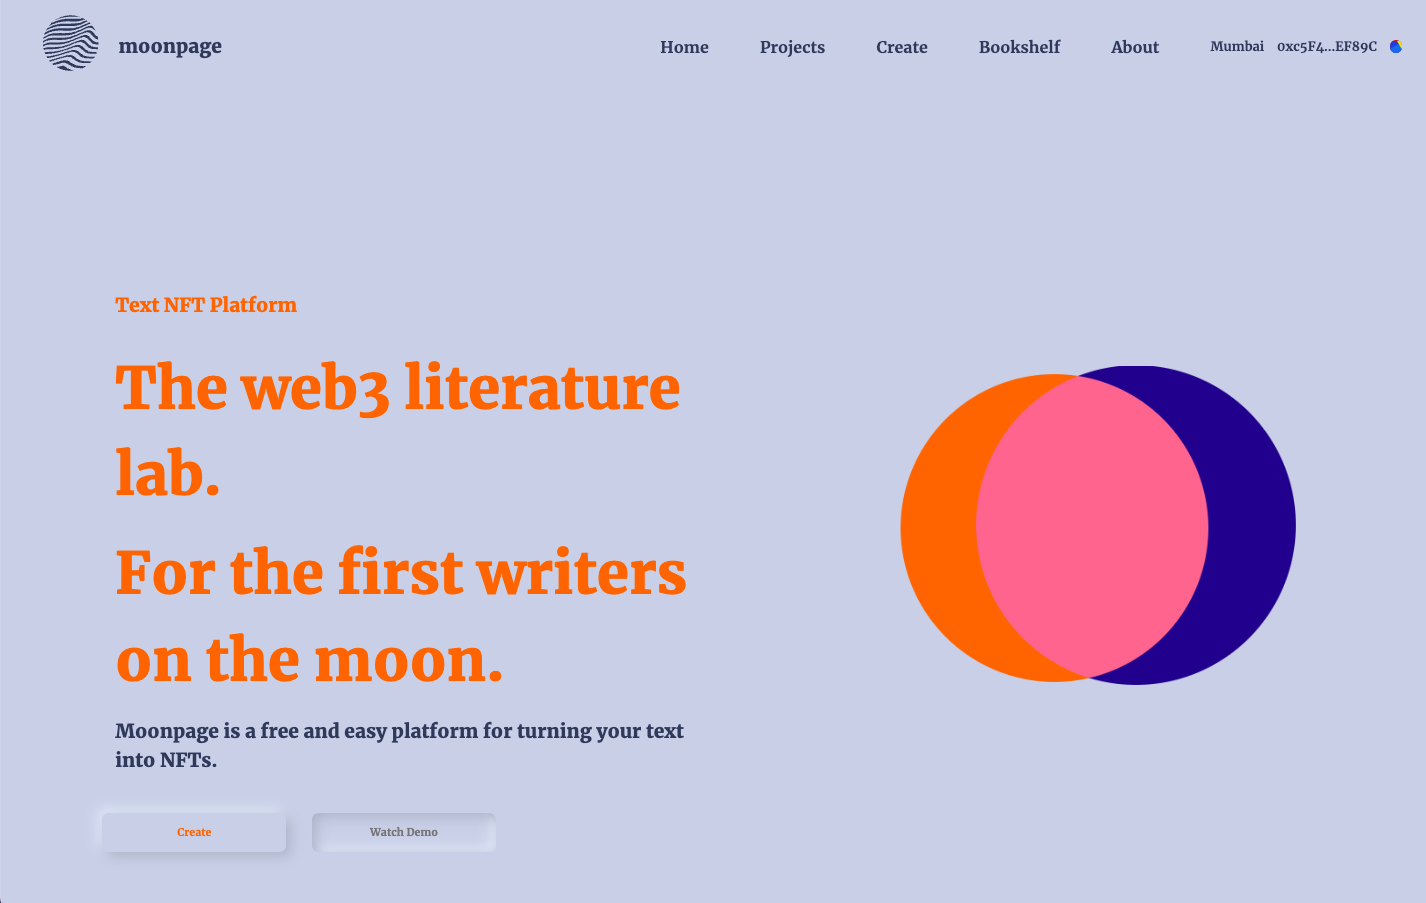 moonpage
Home Projects Create Bookshelf About Mumbai 0xc5F4...EF89C
Text NFT Platform
The web3 literature
lab.
For the first writers
on the moon.
Moonpage is a free and easy platform for turning your text
into NFTs.
Create Watch Demo